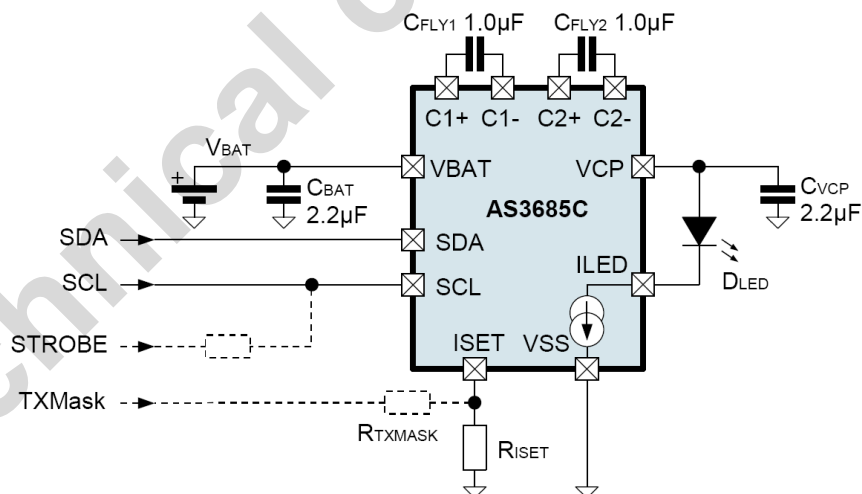 CFLY1 1.0µF
CFLY2 1.0µF
C1+ C1- C2+ C2-
VBAT
+
VBAT
VCP
CBAT
2.2µF
AS3685C
CVCP
2.2µF
SDA
SDA
SCL
SCL
ILED
DLED
STROBE
ISET
VSS
TXMask
RTXMASK
RISET
chnical c